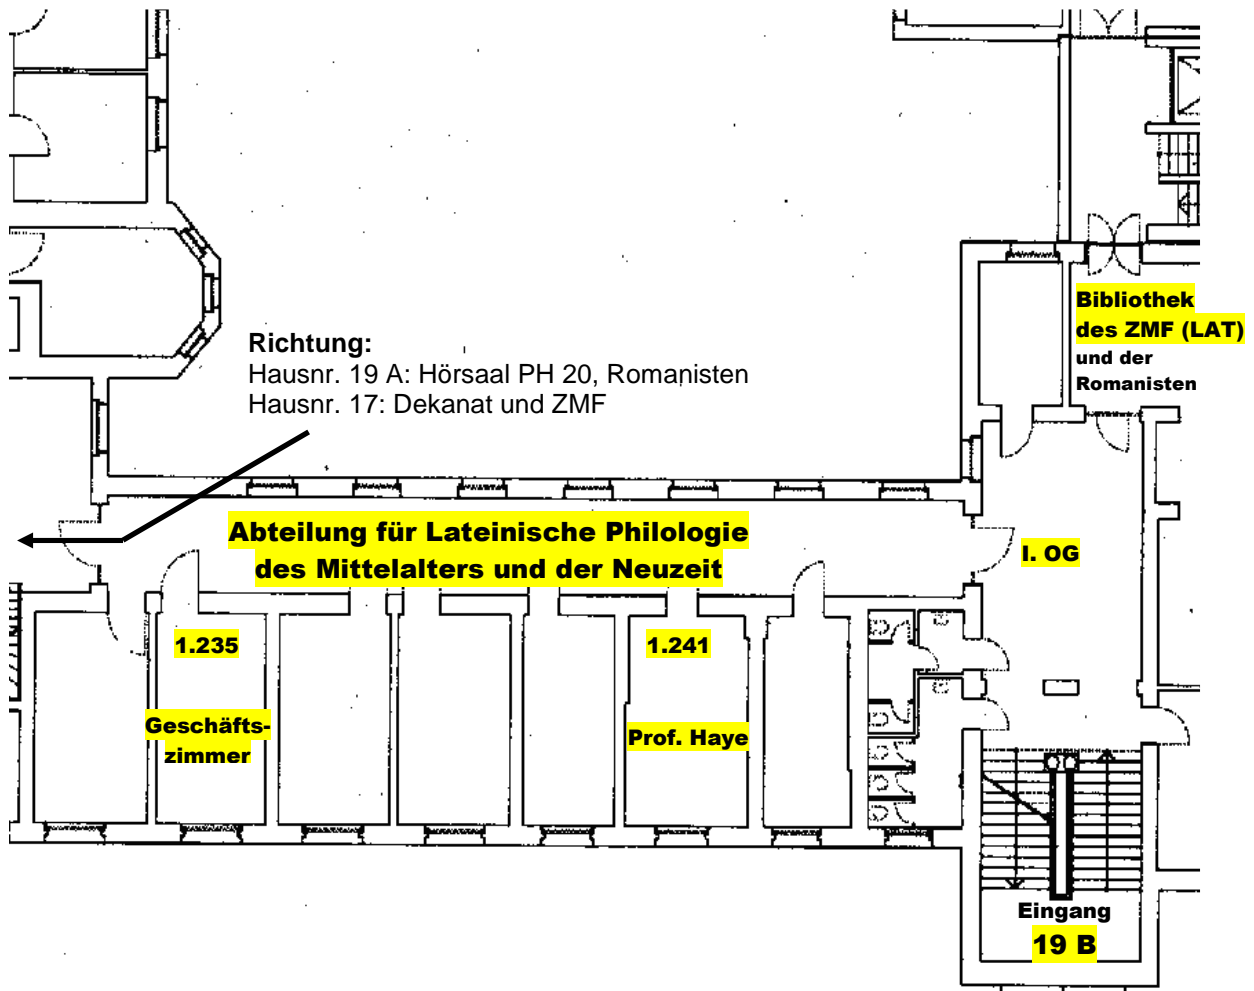 Bibliothek
des ZMF (LAT)
und der
Romanisten
Richtung:
Hausnr. 19 A: Hörsaal PH 20, Romanisten
Hausnr. 17: Dekanat und ZMF
Abteilung für Lateinische Philologie
des Mittelalters und der Neuzeit
I. OG
1.235
1.241
Geschäfts-
zimmer
Prof. Haye
Eingang
19 B